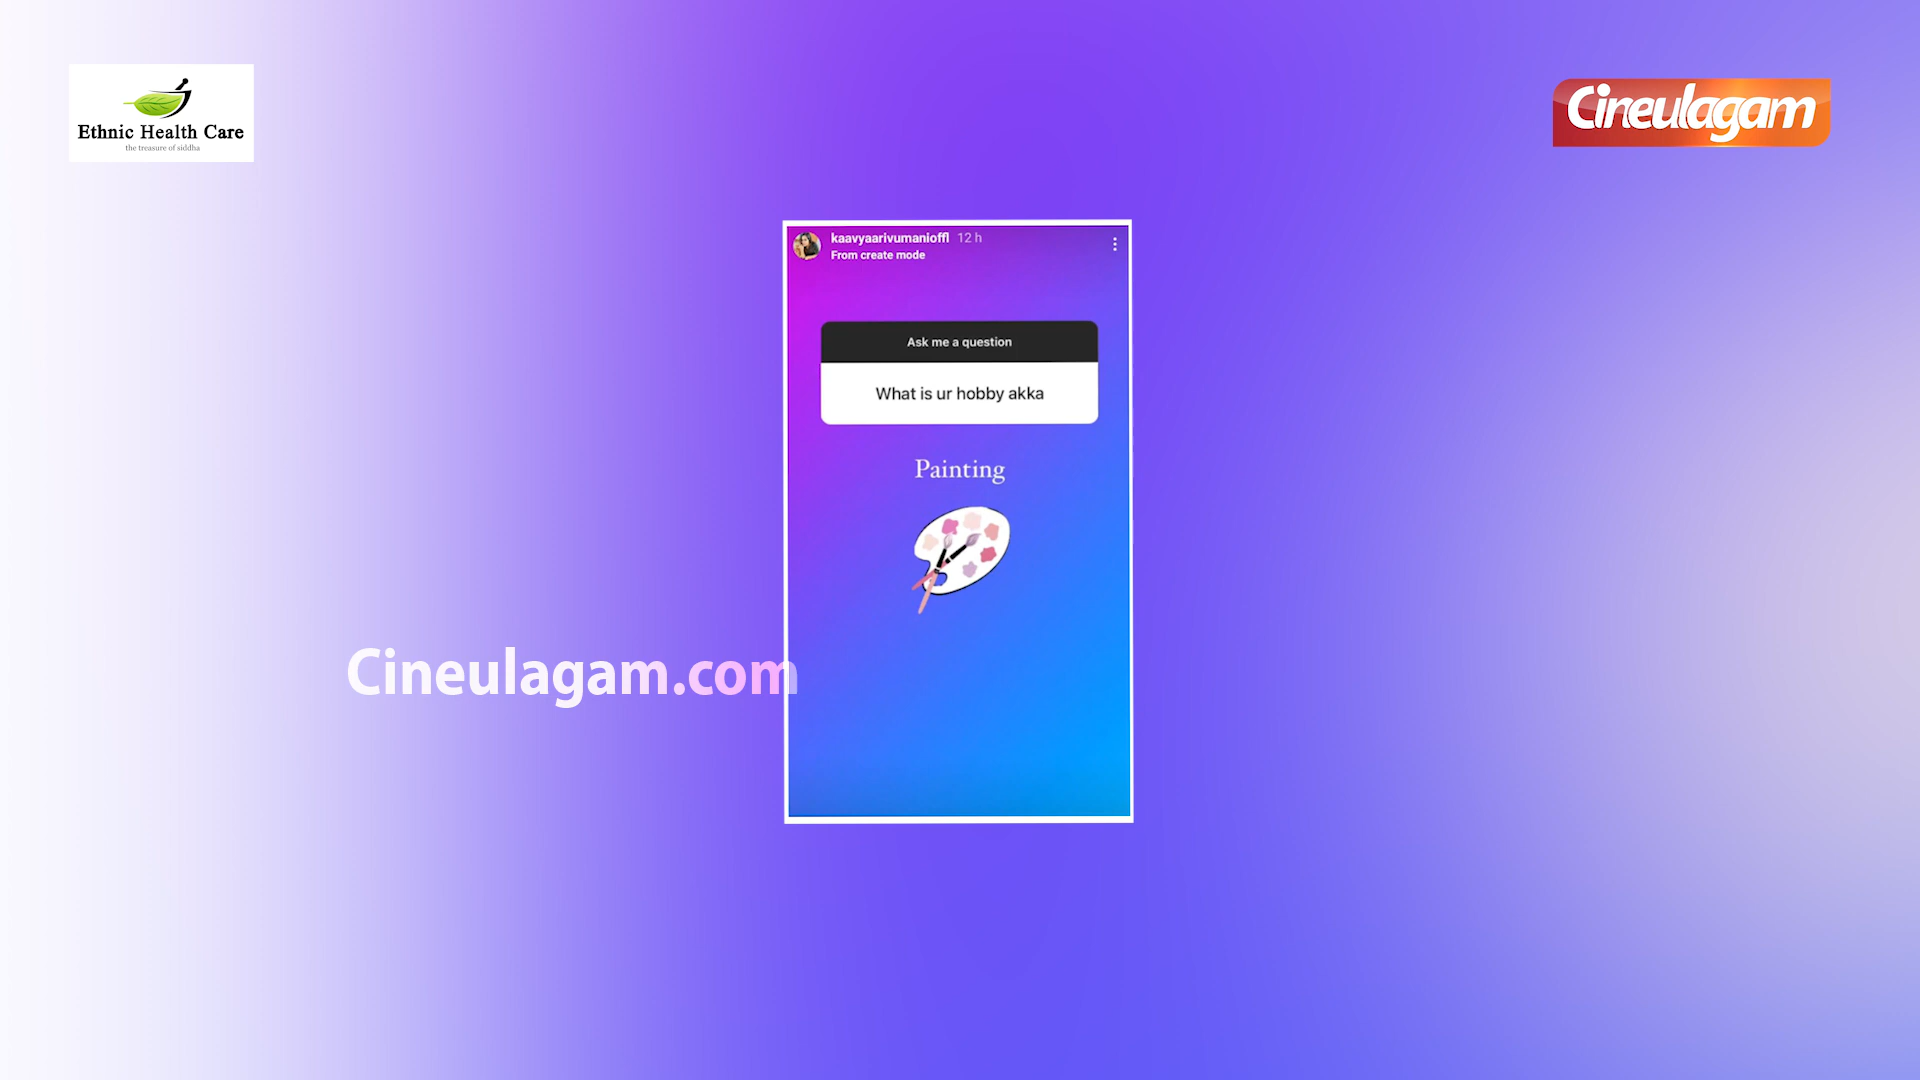 Ethnic Health Care
the treasure of siddha
Cineulagam
kaavyaarivumanioffl 12 h
From create mode
Ask me a question
What is ur hobby akka
Painting
Cineulagam.com